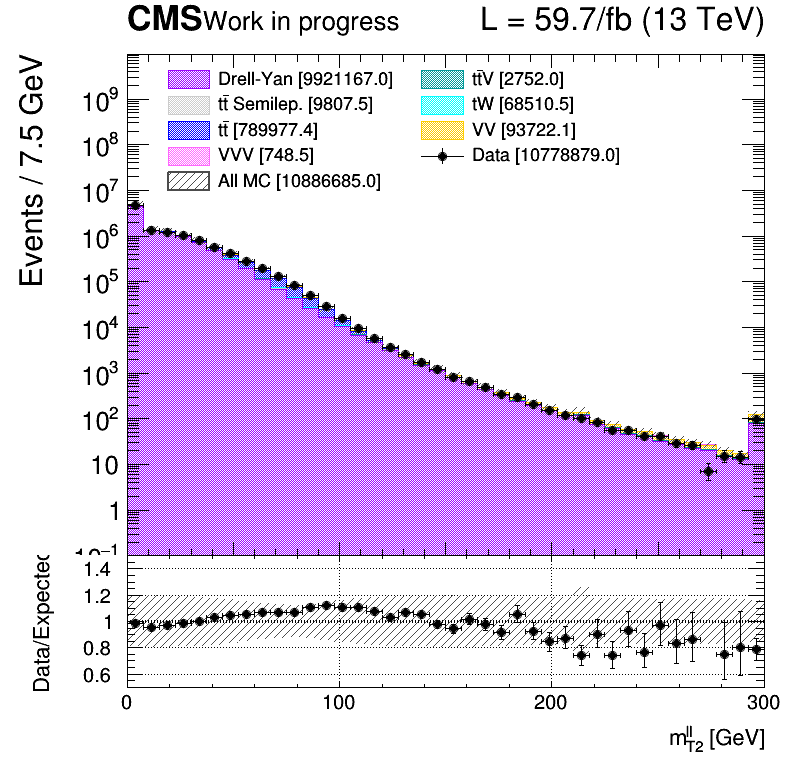 CMS Work in progress L = 59.7/fb (13 TeV)
Events / 7.5 GeV
Drell-Yan [9921167.0] tt̄V [2752.0]
tt̄ Semilep. [9807.5] tW [68510.5]
tt̄ [789977.4] VV [93722.1]
VVV [748.5] Data [10778879.0]
All MC [10886685.0]
10⁹
10⁸
10⁷
10⁶
10⁵
10⁴
10³
10²
10
1
10⁻¹
Data/Expected
1.4
1.2
1
0.8
0.6
0 100 200 300
m^ll_T2 [GeV]